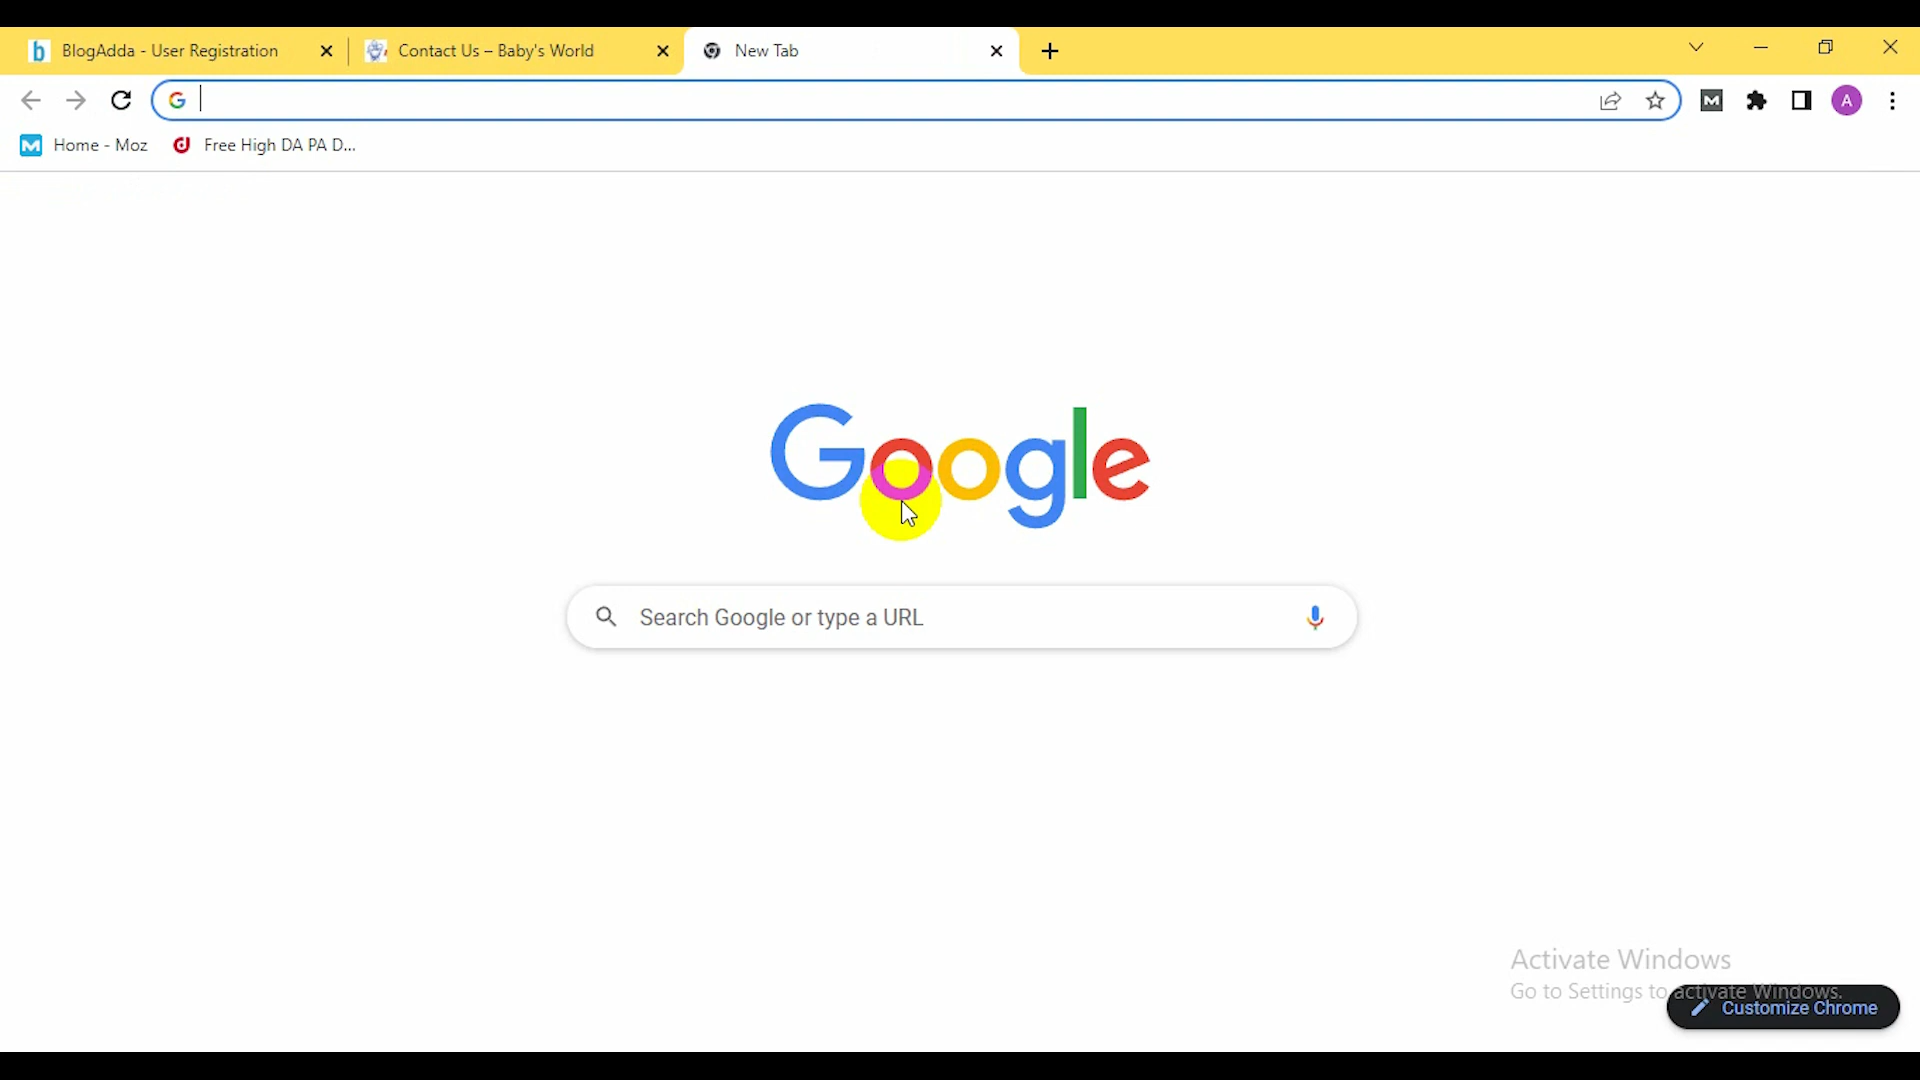 BlogAdda - User Registration
Contact Us – Baby's World
New Tab
A
Home - Moz
Free High DA PA D...
Google
Search Google or type a URL
Activate Windows
Go to Settings to activate Windows.
Customize Chrome